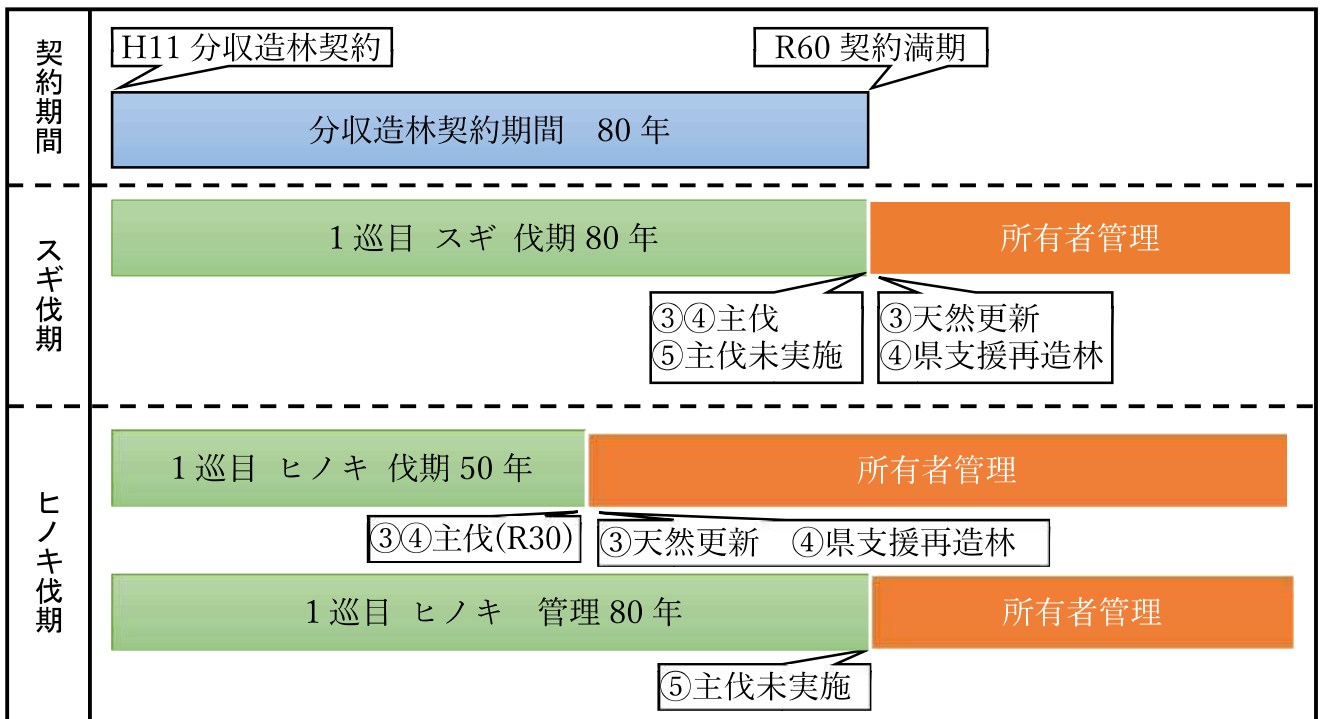 契約期間
H11 分収造林契約
R60 契約満期
分収造林契約期間　80 年
スギ伐期
1 巡目 スギ 伐期 80 年
所有者管理
③④主伐
⑤主伐未実施
③天然更新
④県支援再造林
ヒノキ伐期
1 巡目 ヒノキ 伐期 50 年
所有者管理
③④主伐(R30)
③天然更新　④県支援再造林
1 巡目 ヒノキ　管理 80 年
所有者管理
⑤主伐未実施